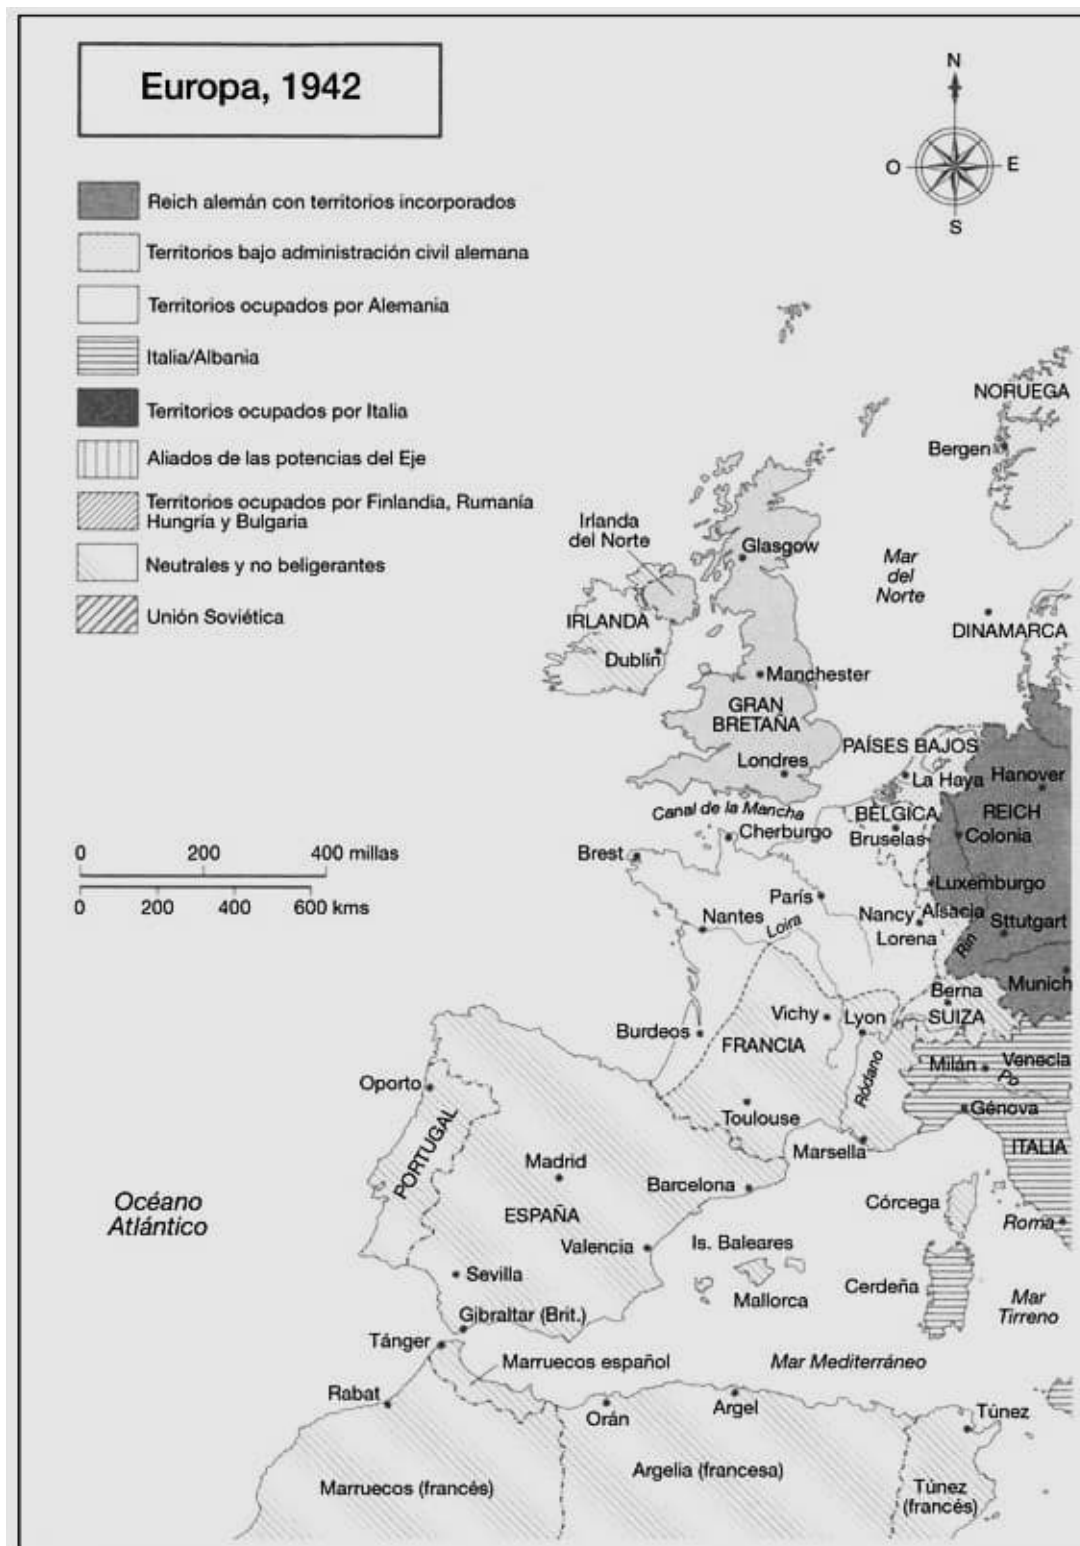 Europa, 1942
N
O
E
S
Reich alemán con territorios incorporados
Territorios bajo administración civil alemana
Territorios ocupados por Alemania
Italia/Albania
Territorios ocupados por Italia
Aliados de las potencias del Eje
Territorios ocupados por Finlandia, Rumanía
Hungría y Bulgaria
Neutrales y no beligerantes
Unión Soviética
NORUEGA
Bergen
Irlanda
del Norte
Glasgow
Mar
del
Norte
IRLANDA
Dublín
DINAMARCA
Manchester
GRAN
BRETAÑA
PAÍSES BAJOS
Londres
La Haya
Hanover
Canal de la Mancha
BÉLGICA
REICH
Cherburgo
Bruselas
Colonia
0 200 400 millas
0 200 400 600 kms
Brest
Luxemburgo
París
Nantes
Loira
Nancy
Alsacia
Lorena
Sttutgart
Rin
Berna
Munich
SUIZA
Vichy
Lyon
Burdeos
FRANCIA
Ródano
Milán
Venecia
Po
Oporto
Toulouse
Génova
PORTUGAL
Marsella
ITALIA
Madrid
Barcelona
Córcega
Océano
Atlántico
ESPAÑA
Roma
Valencia
Is. Baleares
Sevilla
Mallorca
Cerdeña
Mar
Tirreno
Gibraltar (Brit.)
Tánger
Marruecos español
Mar Mediterráneo
Rabat
Orán
Argel
Túnez
Marruecos (francés)
Argelia (francesa)
Túnez
(francés)